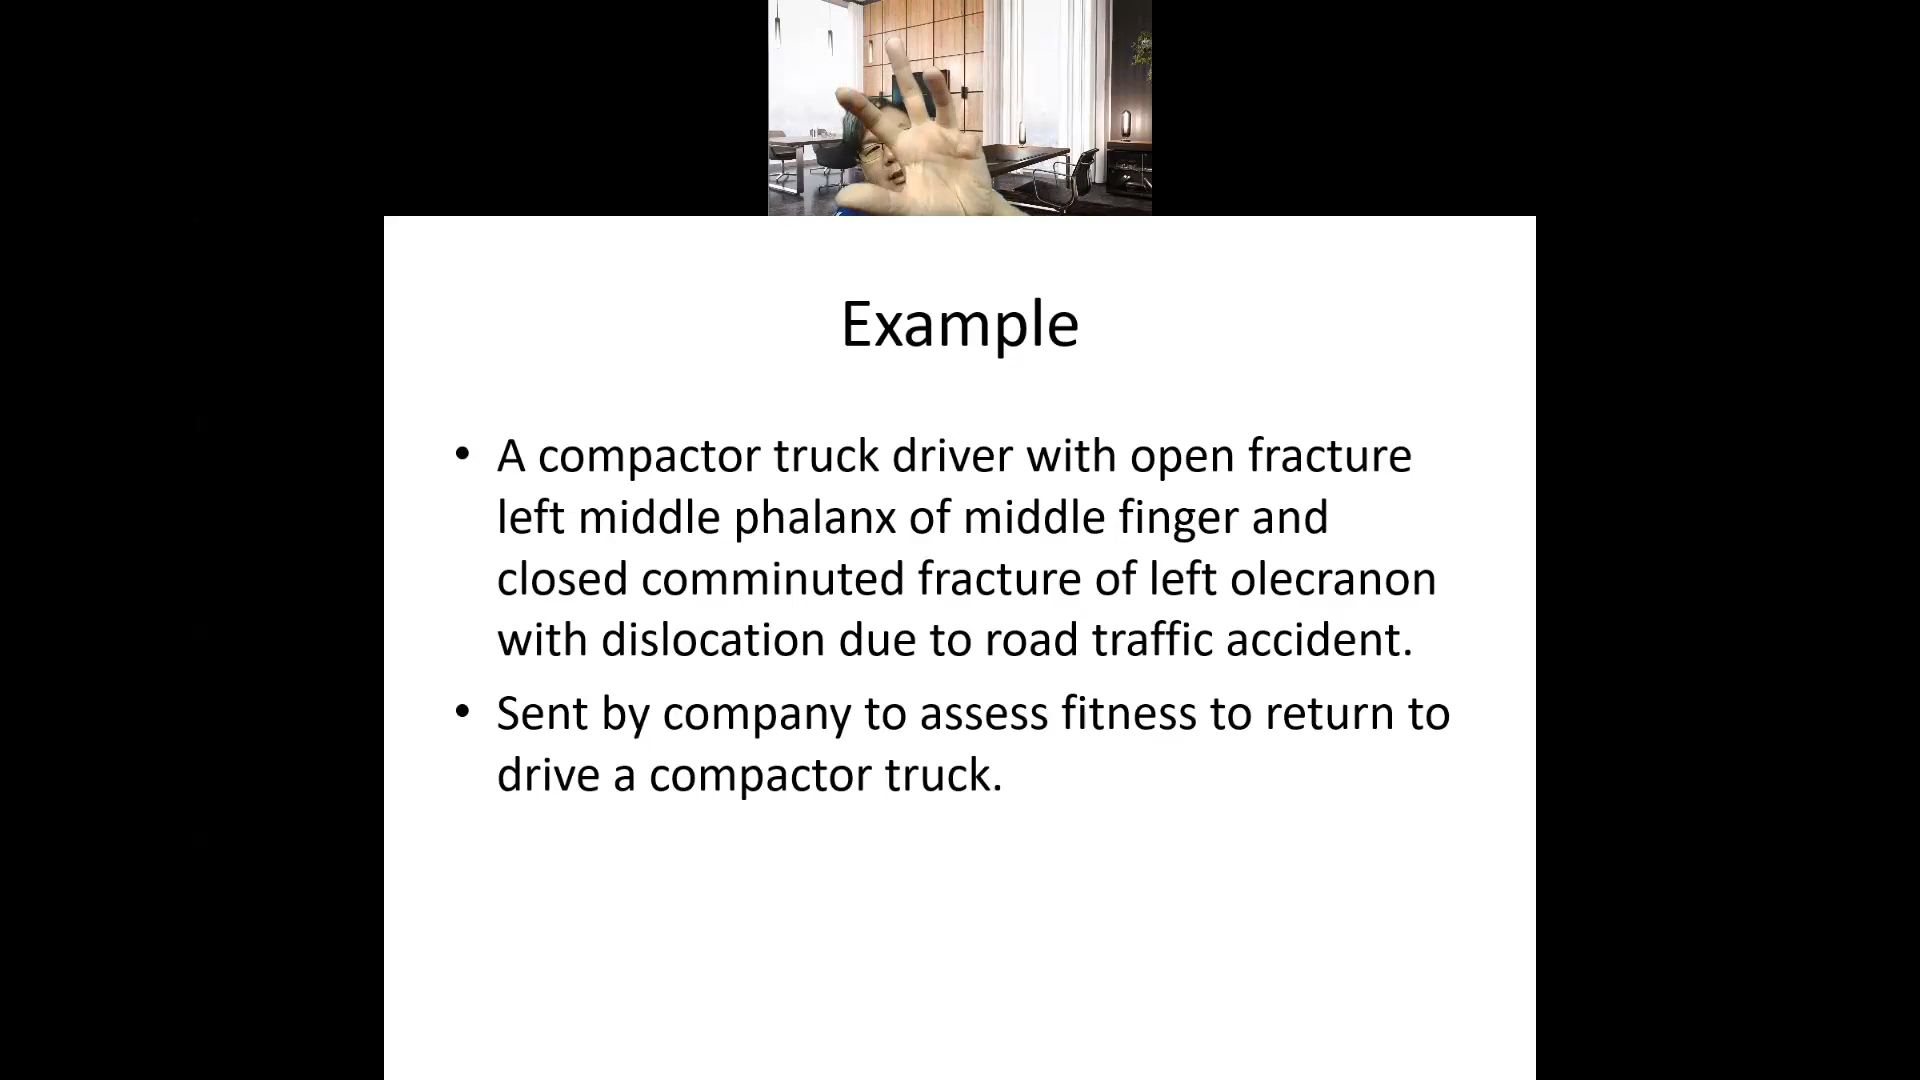 Example
• A compactor truck driver with open fracture
left middle phalanx of middle finger and
closed comminuted fracture of left olecranon
with dislocation due to road traffic accident.
• Sent by company to assess fitness to return to
drive a compactor truck.